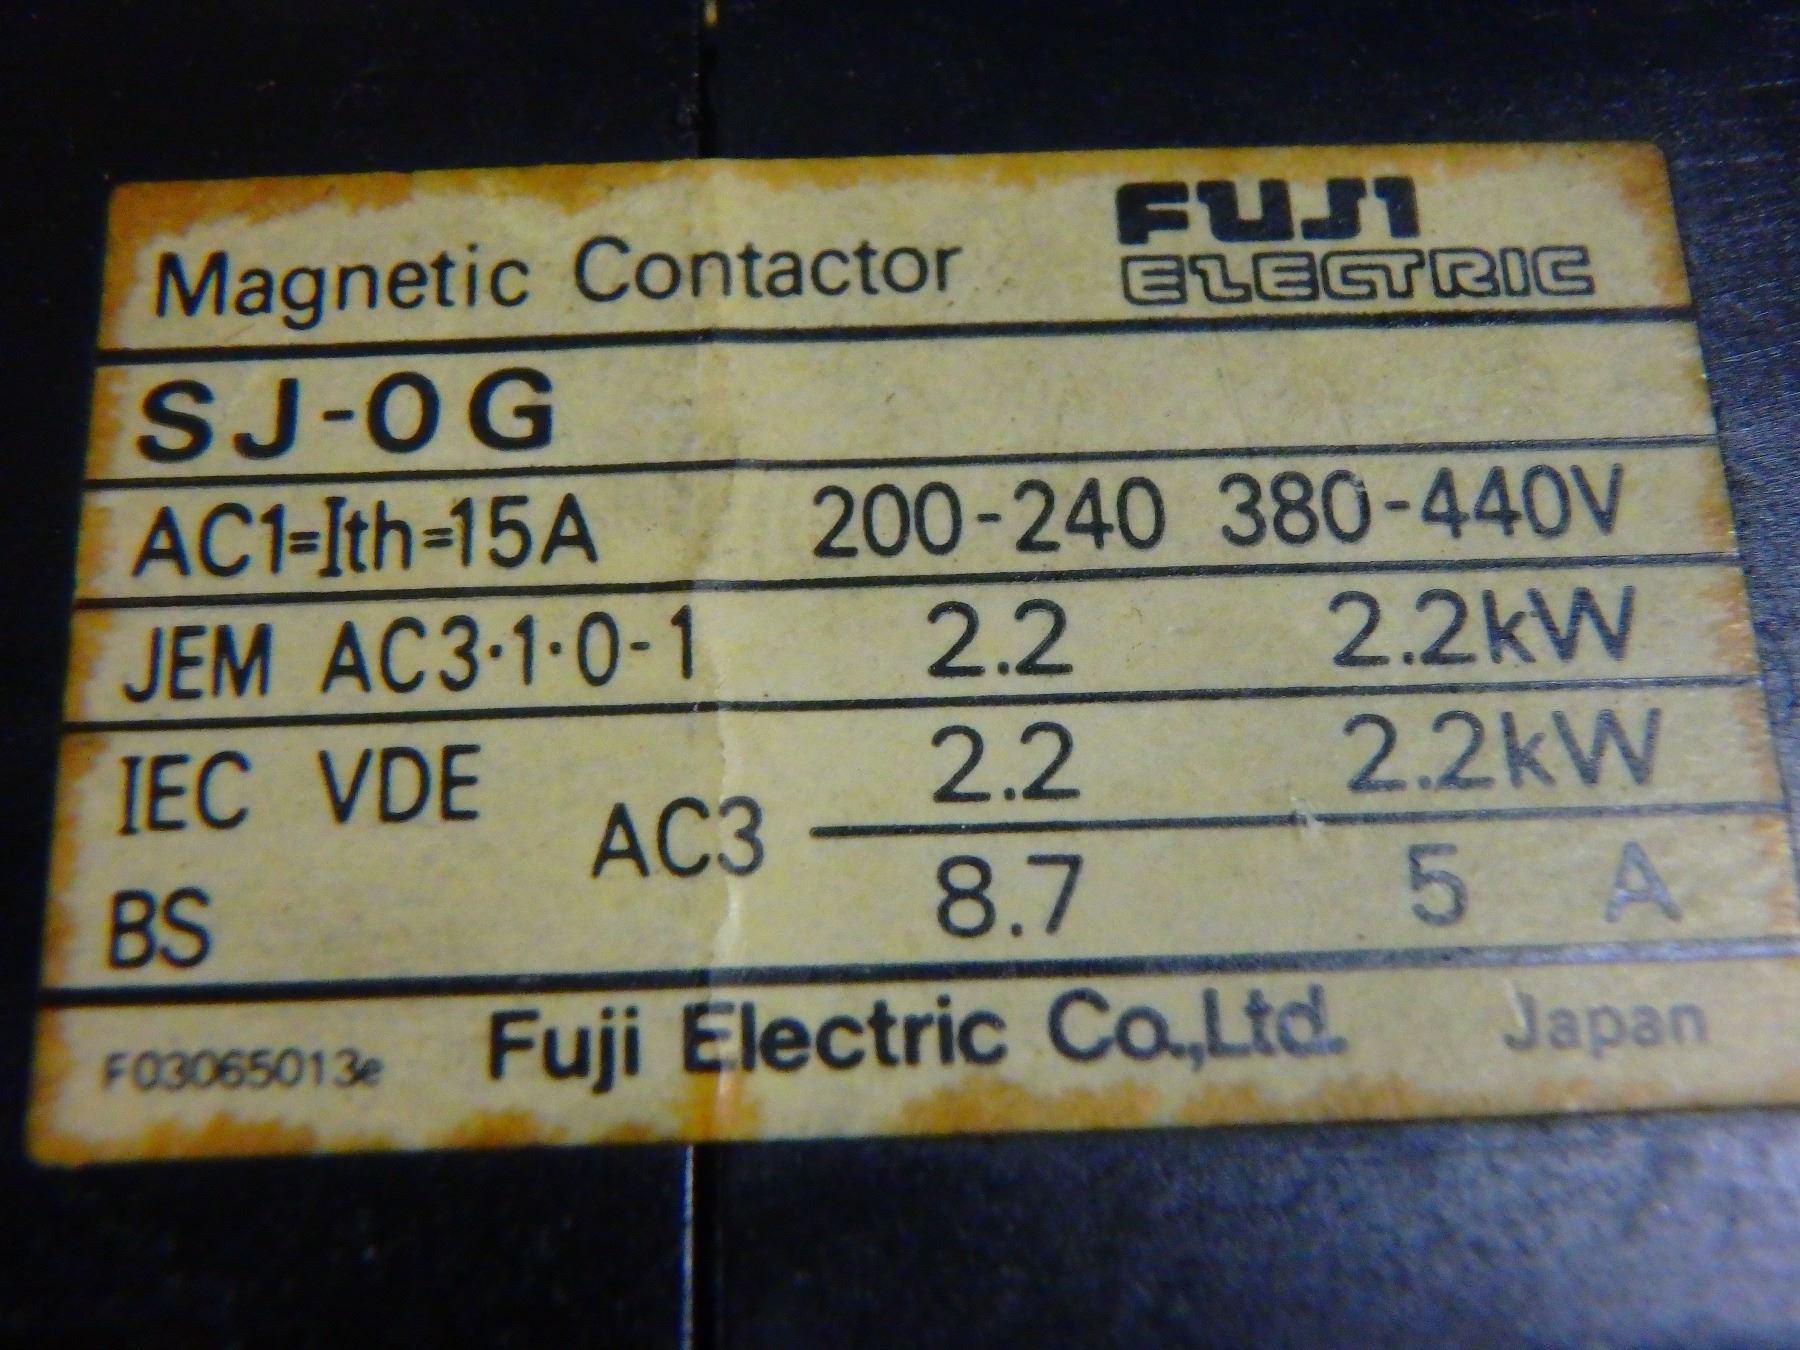 Magnetic Contactor FUJI
ELECTRIC
SJ-0G
AC1=Ith=15A 200-240 380-440V
JEM AC3·1·0-1 2.2 2.2kW
IEC VDE 2.2 2.2kW
AC3
BS 8.7 5 A
F03065013e Fuji Electric Co.,Ltd. Japan